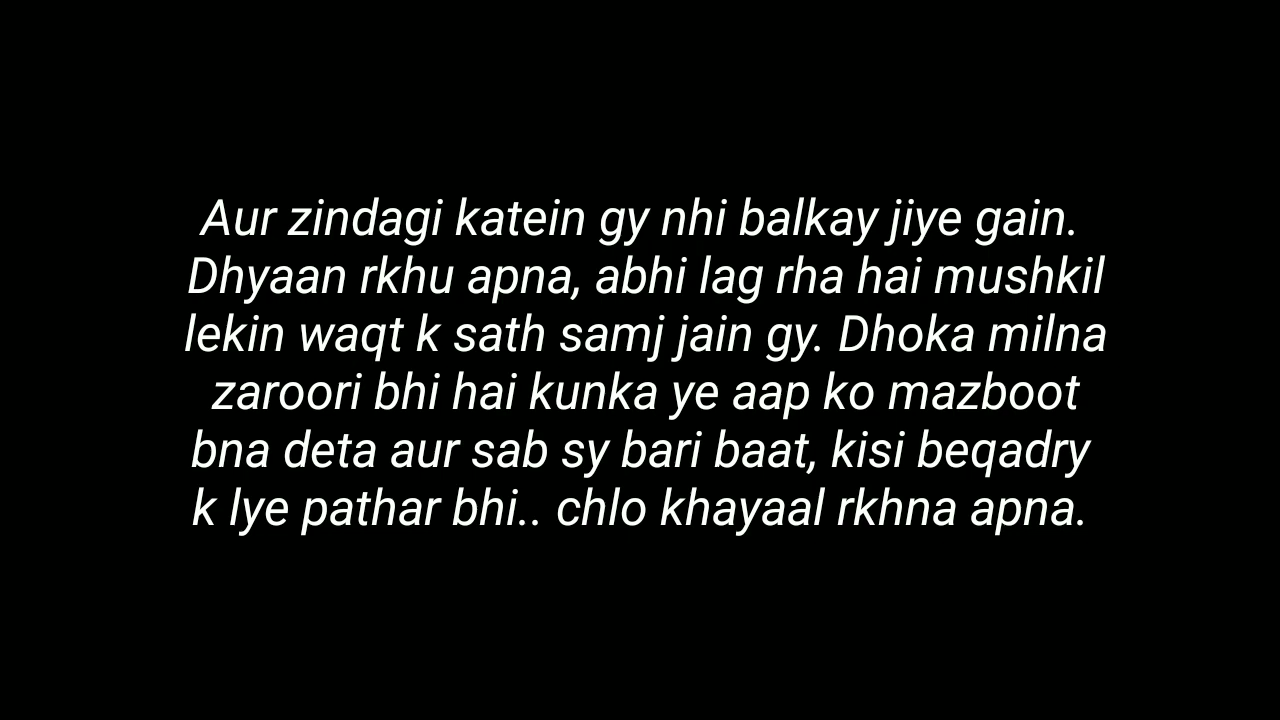 Aur zindagi katein gy nhi balkay jiye gain.
Dhyaan rkhu apna, abhi lag rha hai mushkil
lekin waqt k sath samj jain gy. Dhoka milna
zaroori bhi hai kunka ye aap ko mazboot
bna deta aur sab sy bari baat, kisi beqadry
k lye pathar bhi.. chlo khayaal rkhna apna.